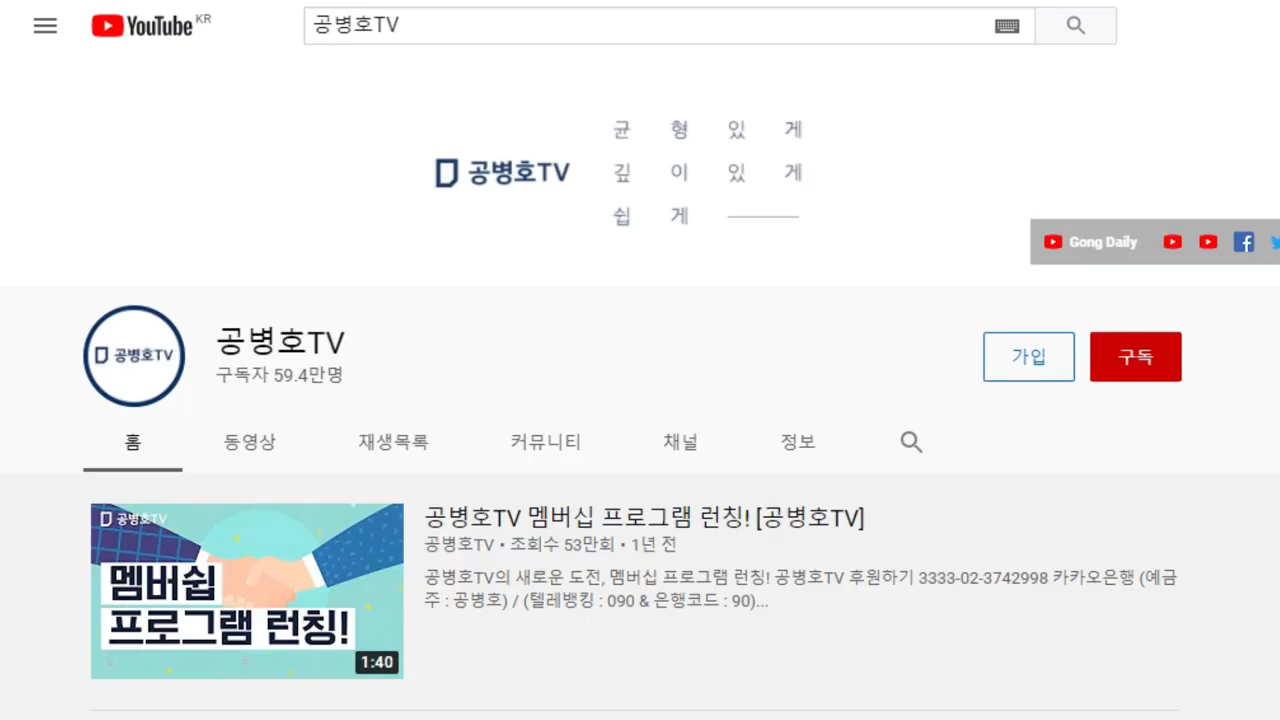 YouTube KR
공병호TV
균형있게
공병호TV
깊이있게
쉽게
Gong Daily
공병호TV
공병호TV
구독자 59.4만명
가입
구독
홈
동영상
재생목록
커뮤니티
채널
정보
공병호TV
멤버쉽
프로그램 런칭!
1:40
공병호TV 멤버십 프로그램 런칭! [공병호TV]
공병호TV • 조회수 53만회 • 1년 전
공병호TV의 새로운 도전, 멤버십 프로그램 런칭! 공병호TV 후원하기 3333-02-3742998 카카오은행 (예금
주 : 공병호) / (텔레뱅킹 : 090 & 은행코드 : 90)...